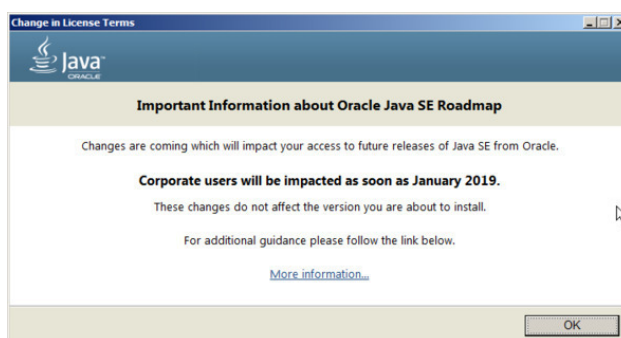 Change in License Terms
Java
ORACLE
Important Information about Oracle Java SE Roadmap
Changes are coming which will impact your access to future releases of Java SE from Oracle.
Corporate users will be impacted as soon as January 2019.
These changes do not affect the version you are about to install.
For additional guidance please follow the link below.
More information...
OK